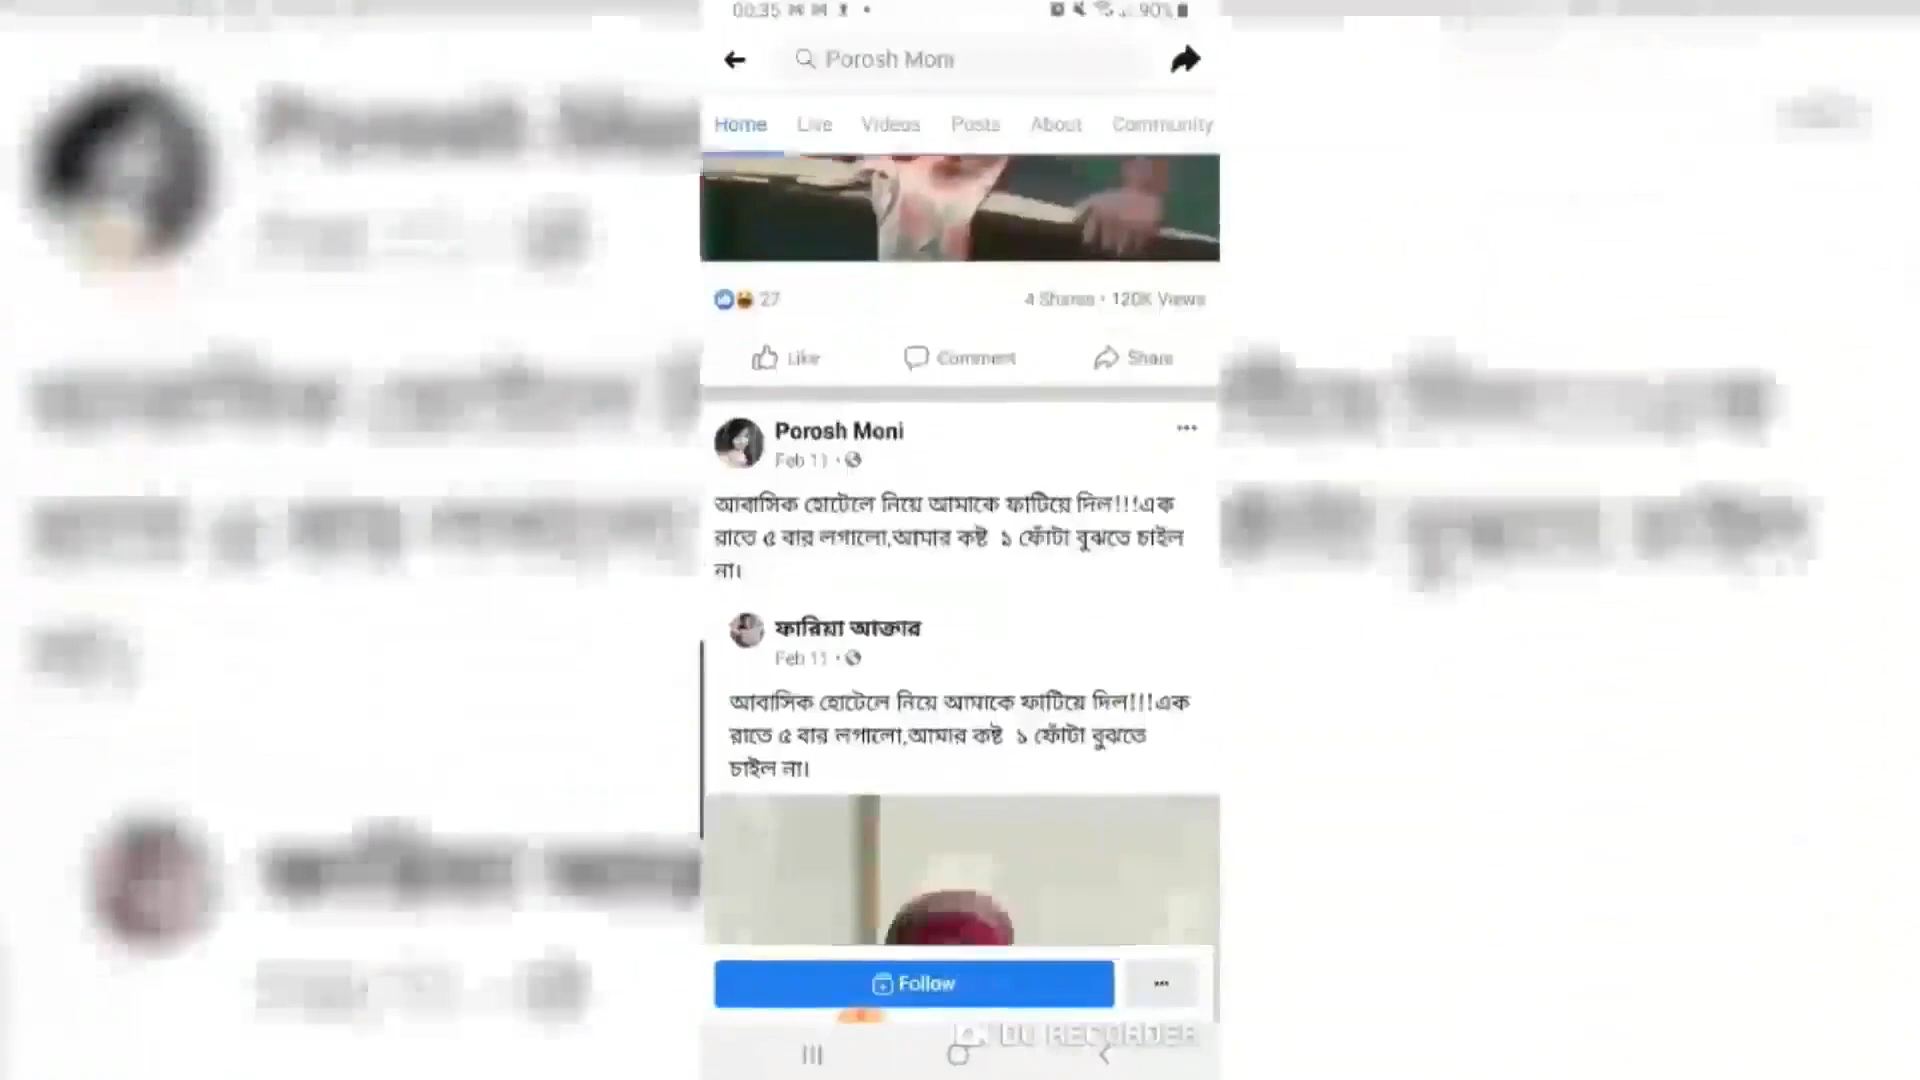 00:35
90%
Porosh Moni
Home Live Videos Posts About Community
27 4 Shares • 120K Views
Like Comment Share
Porosh Moni
Feb 11
আবাসিক হোটেলে নিয়ে আমাকে ফাটিয়ে দিল!!!এক
রাতে ৫ বার লগালো,আমার কষ্ট ১ ফোঁটা বুঝতে চাইল
না।
ফারিয়া আক্তার
Feb 11
আবাসিক হোটেলে নিয়ে আমাকে ফাটিয়ে দিল!!!এক
রাতে ৫ বার লগালো,আমার কষ্ট ১ ফোঁটা বুঝতে
চাইল না।
Follow
DU RECORDER